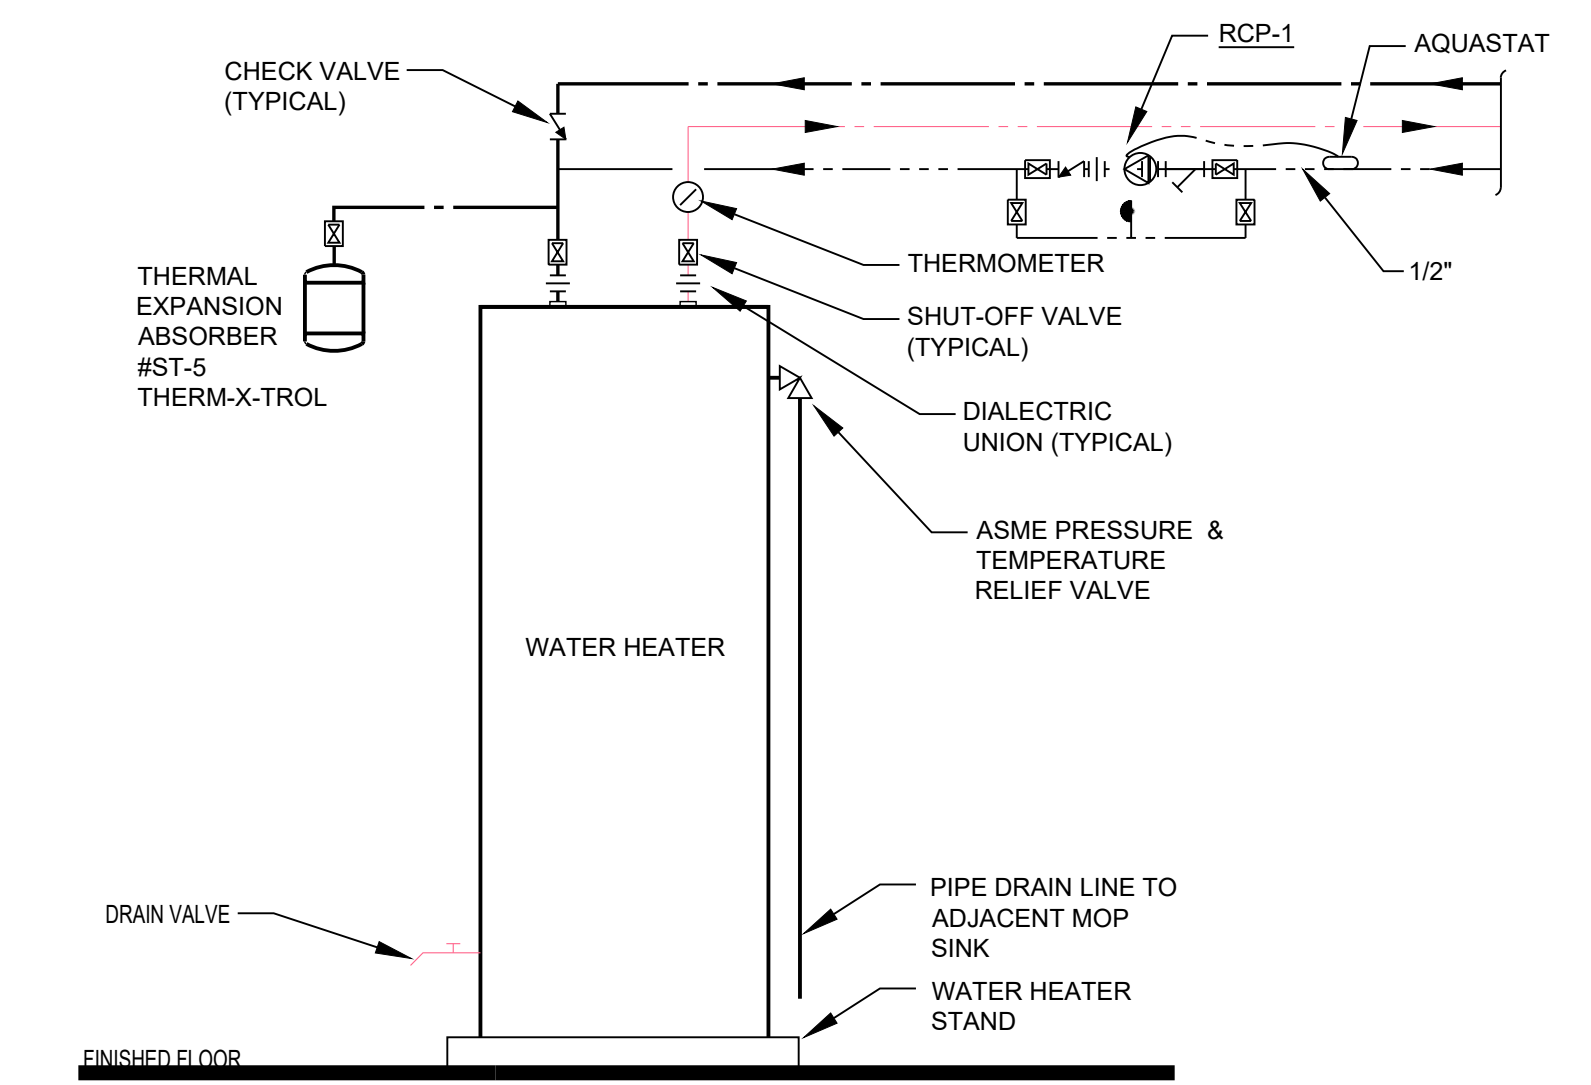 RCP-1
AQUASTAT
CHECK VALVE
(TYPICAL)
THERMOMETER
1/2"
THERMAL
EXPANSION
ABSORBER
#ST-5
THERM-X-TROL
SHUT-OFF VALVE
(TYPICAL)
DIALECTRIC
UNION (TYPICAL)
ASME PRESSURE &
TEMPERATURE
RELIEF VALVE
WATER HEATER
DRAIN VALVE
PIPE DRAIN LINE TO
ADJACENT MOP
SINK
WATER HEATER
STAND
FINISHED FLOOR